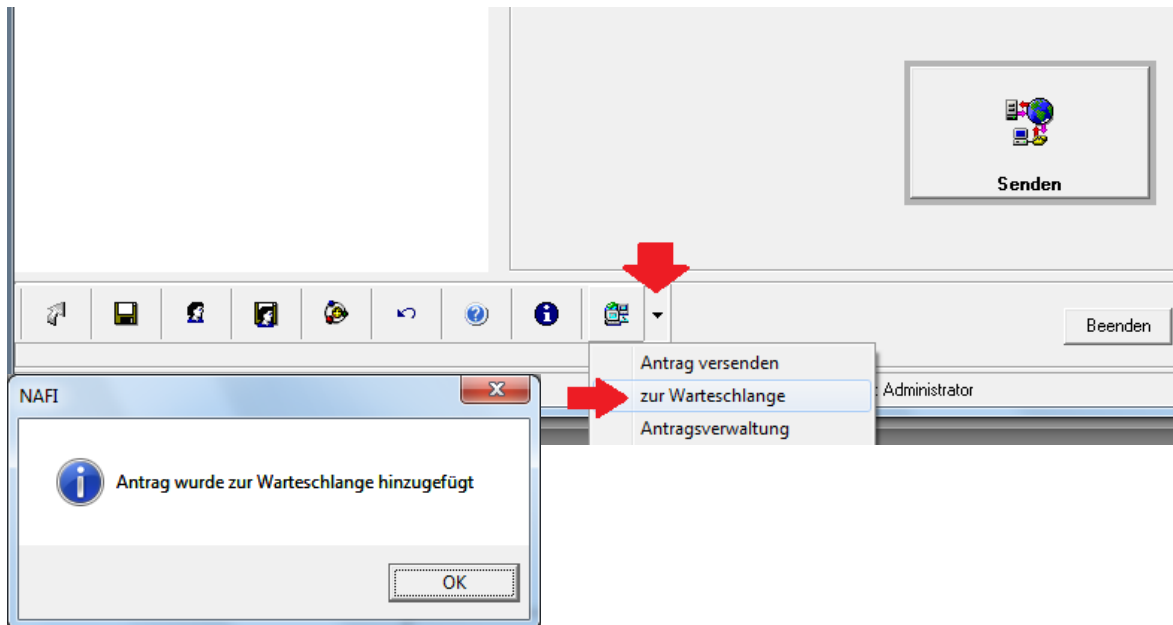 Senden
Beenden
Antrag versenden
zur Warteschlange
Antragsverwaltung
: Administrator
NAFI
Antrag wurde zur Warteschlange hinzugefügt
OK